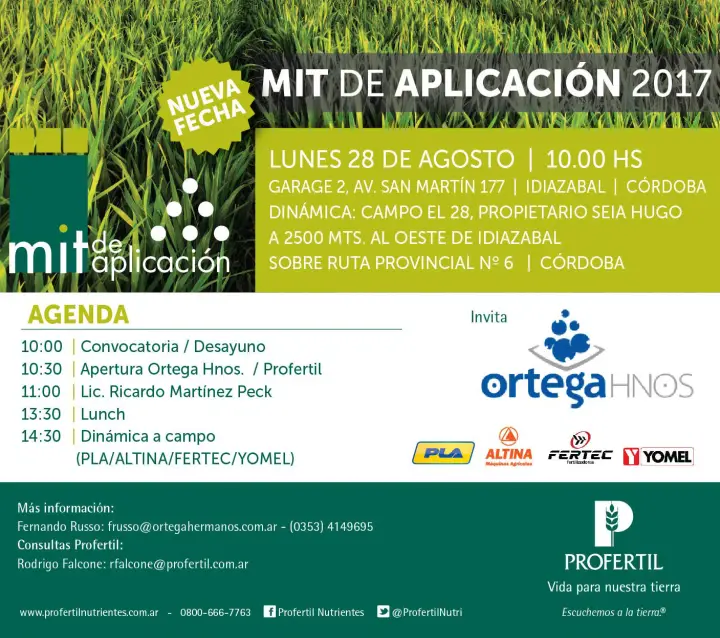 NUEVA
FECHA
MIT DE APLICACIÓN 2017
mit de
aplicación
LUNES 28 DE AGOSTO | 10.00 HS
GARAGE 2, AV. SAN MARTÍN 177 | IDIAZABAL | CÓRDOBA
DINÁMICA: CAMPO EL 28, PROPIETARIO SEIA HUGO
A 2500 MTS. AL OESTE DE IDIAZABAL
SOBRE RUTA PROVINCIAL Nº 6 | CÓRDOBA
AGENDA
10:00 | Convocatoria / Desayuno
10:30 | Apertura Ortega Hnos. / Profertil
11:00 | Lic. Ricardo Martínez Peck
13:30 | Lunch
14:30 | Dinámica a campo
(PLA/ALTINA/FERTEC/YOMEL)
Invita
ortega HNOS
PLA
ALTINA
Máquinas Agrícolas
FERTEC
fertilizadoras
YOMEL
Más información:
Fernando Russo: frusso@ortegahermanos.com.ar - (0353) 4149695
Consultas Profertil:
Rodrigo Falcone: rfalcone@profertil.com.ar
www.profertilnutrientes.com.ar - 0800-666-7763 f Profertil Nutrientes @ProfertilNutri
PROFERTIL
Vida para nuestra tierra
Escuchemos a la tierra.®